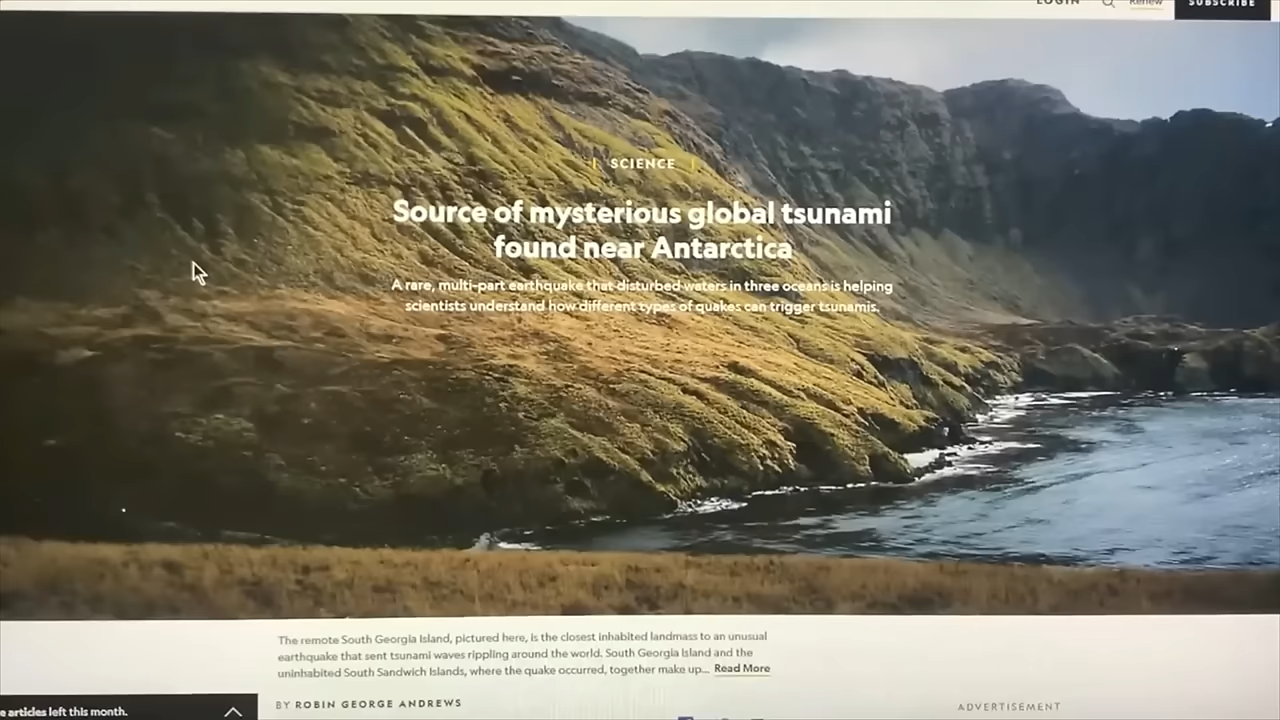 LOGIN
Renew
SUBSCRIBE
SCIENCE
Source of mysterious global tsunami
found near Antarctica
A rare, multi-part earthquake that disturbed waters in three oceans is helping
scientists understand how different types of quakes can trigger tsunamis.
The remote South Georgia Island, pictured here, is the closest inhabited landmass to an unusual
earthquake that sent tsunami waves rippling around the world. South Georgia Island and the
uninhabited South Sandwich Islands, where the quake occurred, together make up... Read More
BY ROBIN GEORGE ANDREWS
articles left this month.
ADVERTISEMENT